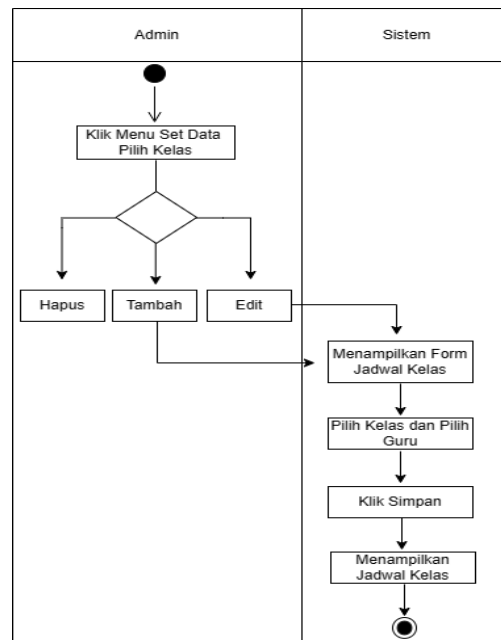 Admin
Sistem
Klik Menu Set Data
Pilih Kelas
Hapus
Tambah
Edit
Menampilkan Form
Jadwal Kelas
Pilih Kelas dan Pilih
Guru
Klik Simpan
Menampilkan
Jadwal Kelas